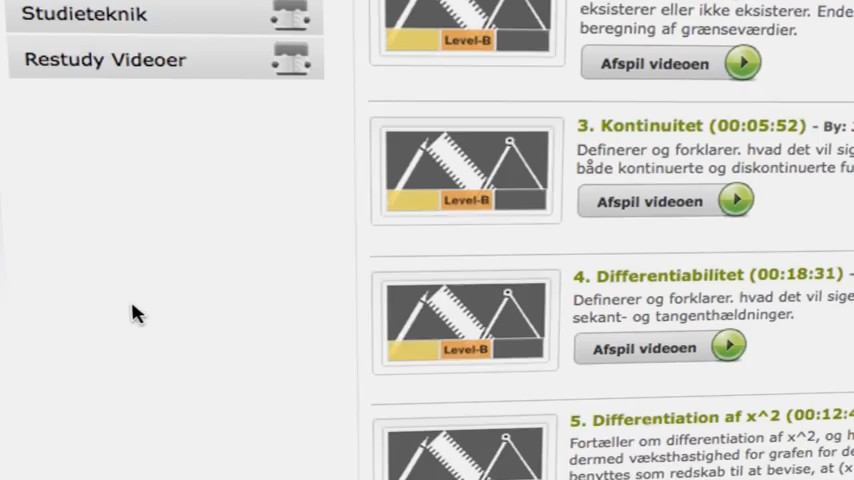 Studieteknik
Restudy Videoer
eksisterer eller ikke eksisterer. Ende
beregning af grænseværdier.
Level-B
Afspil videoen
3. Kontinuitet (00:05:52) - By:
Definerer og forklarer. hvad det vil
både kontinuerte og diskontinuerte
Level-B
Afspil videoen
4. Differentiabilitet (00:18:31) -
Definerer og forklarer. hvad det vil sige
sekant- og tangenthældninger.
Level-B
Afspil videoen
5. Differentiation af x^2 (00:12:4
Fortæller om differentiation af x^2, og
dermed væksthastighed for grafen for
benyttes som redskab til at bevise, at (x